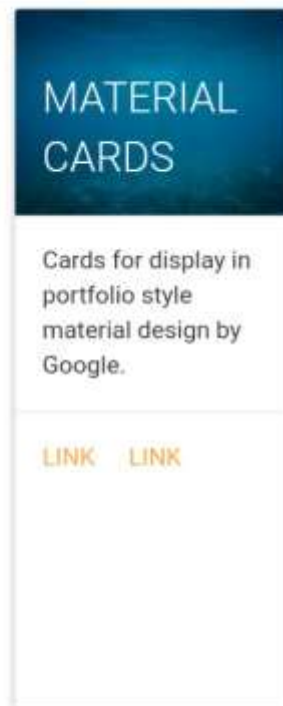 MATERIAL
CARDS
Cards for display in
portfolio style
material design by
Google.
LINK LINK